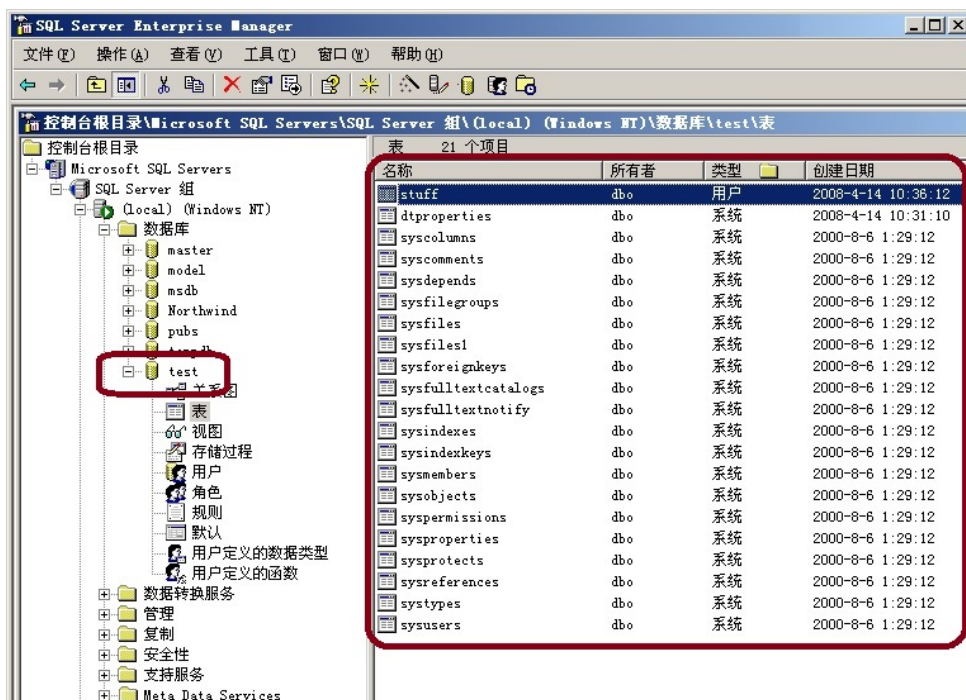 SQL Server Enterprise Manager
文件(F) 操作(A) 查看(V) 工具(T) 窗口(W) 帮助(H)
控制台根目录\Microsoft SQL Servers\SQL Server 组\(local) (Windows NT)\数据库\test\表
控制台根目录
Microsoft SQL Servers
SQL Server 组
(local) (Windows NT)
数据库
master
model
msdb
Northwind
pubs
tempdb
test
关系图
表
视图
存储过程
用户
角色
规则
默认
用户定义的数据类型
用户定义的函数
数据转换服务
管理
复制
安全性
支持服务
Meta Data Services
表 21 个项目
名称 所有者 类型 创建日期
stuff dbo 用户 2008-4-14 10:36:12
dtproperties dbo 系统 2008-4-14 10:31:10
syscolumns dbo 系统 2000-8-6 1:29:12
syscomments dbo 系统 2000-8-6 1:29:12
sysdepends dbo 系统 2000-8-6 1:29:12
sysfilegroups dbo 系统 2000-8-6 1:29:12
sysfiles dbo 系统 2000-8-6 1:29:12
sysfiles1 dbo 系统 2000-8-6 1:29:12
sysforeignkeys dbo 系统 2000-8-6 1:29:12
sysfulltextcatalogs dbo 系统 2000-8-6 1:29:12
sysfulltextnotify dbo 系统 2000-8-6 1:29:12
sysindexes dbo 系统 2000-8-6 1:29:12
sysindexkeys dbo 系统 2000-8-6 1:29:12
sysmembers dbo 系统 2000-8-6 1:29:12
sysobjects dbo 系统 2000-8-6 1:29:12
syspermissions dbo 系统 2000-8-6 1:29:12
sysproperties dbo 系统 2000-8-6 1:29:12
sysprotects dbo 系统 2000-8-6 1:29:12
sysreferences dbo 系统 2000-8-6 1:29:12
systypes dbo 系统 2000-8-6 1:29:12
sysusers dbo 系统 2000-8-6 1:29:12